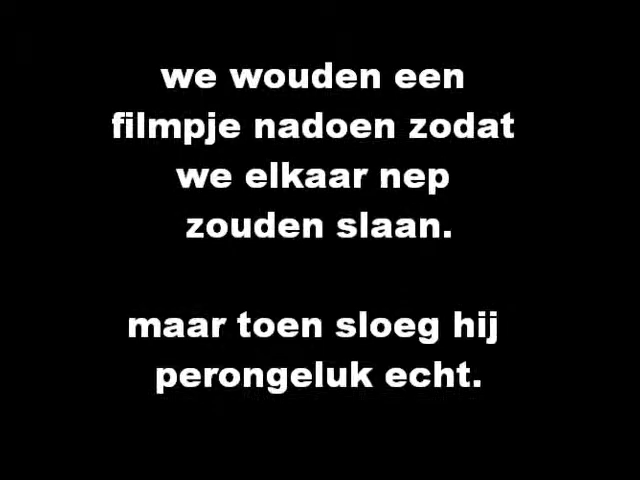 we wouden een
filmpje nadoen zodat
we elkaar nep
zouden slaan.
maar toen sloeg hij
perongeluk echt.